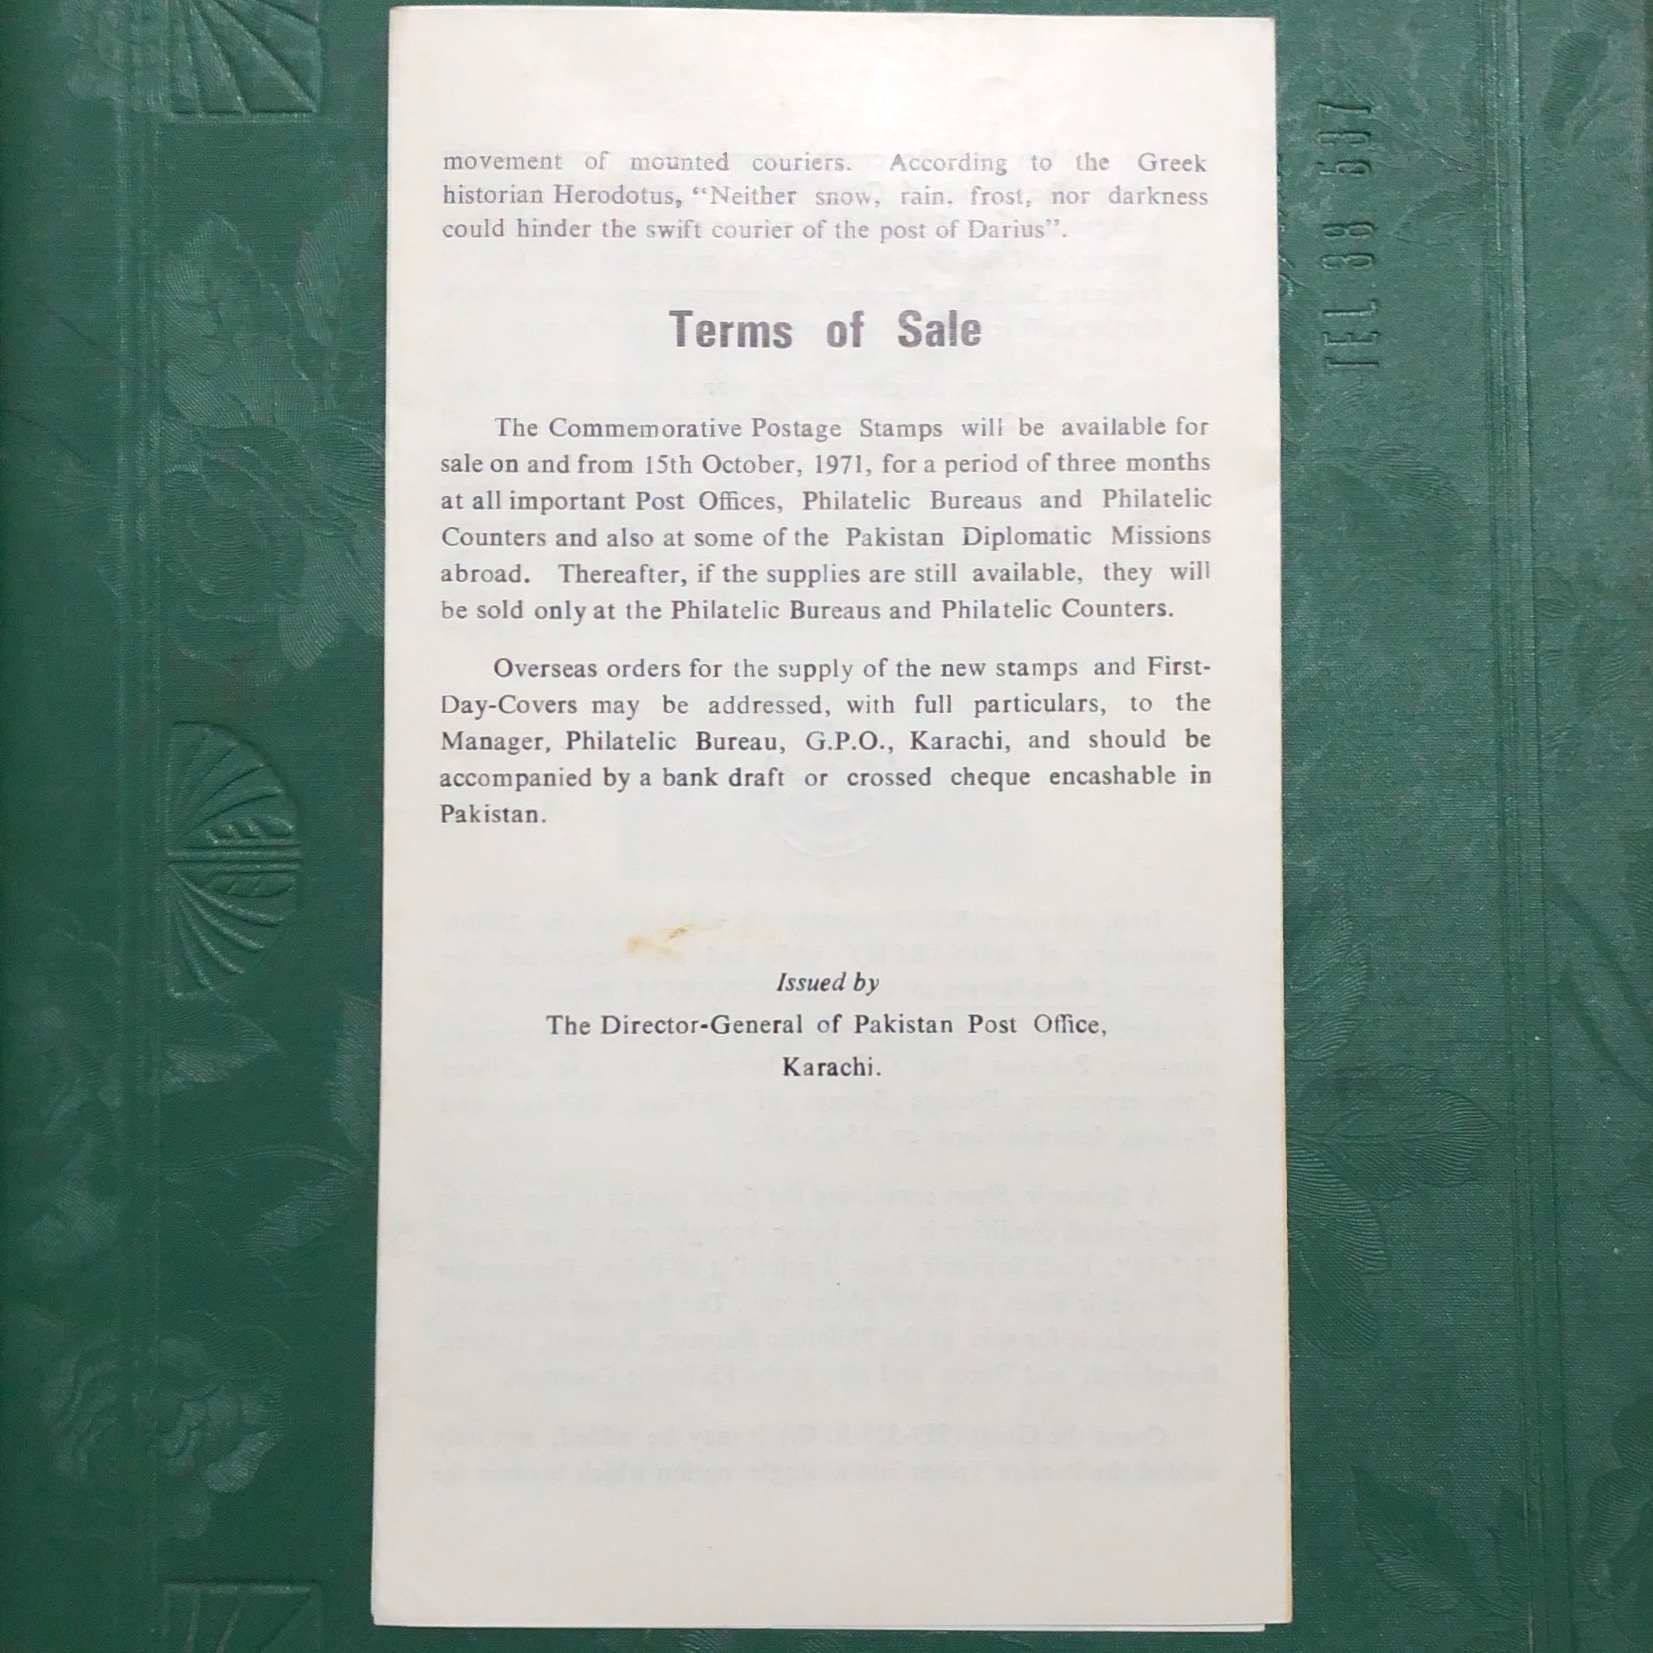 movement of mounted couriers. According to the Greek
historian Herodotus, “Neither snow, rain, frost, nor darkness
could hinder the swift courier of the post of Darius”.
Terms of Sale
The Commemorative Postage Stamps will be available for
sale on and from 15th October, 1971, for a period of three months
at all important Post Offices, Philatelic Bureaus and Philatelic
Counters and also at some of the Pakistan Diplomatic Missions
abroad. Thereafter, if the supplies are still available, they will
be sold only at the Philatelic Bureaus and Philatelic Counters.
Overseas orders for the supply of the new stamps and First-
Day-Covers may be addressed, with full particulars, to the
Manager, Philatelic Bureau, G.P.O., Karachi, and should be
accompanied by a bank draft or crossed cheque encashable in
Pakistan.
Issued by
The Director-General of Pakistan Post Office,
Karachi.
TEL. 38 637